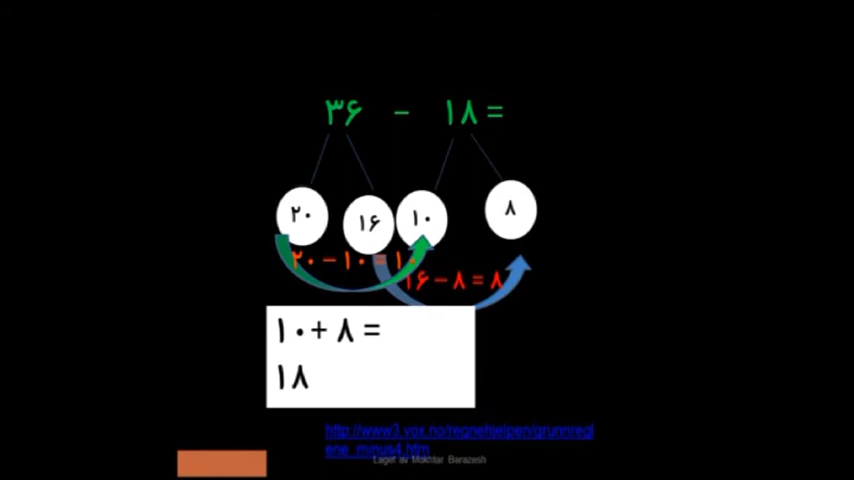 ۳۶ - ۱۸ =
۲۰ ۱۶ ۱۰ ۸
۲۰ - ۱۰ = ۱۰
۱۶ - ۸ = ۸
۱۰ + ۸ =
۱۸
http://www3.vox.no/regnehjelpen/grunnregl
ene_minus4.htm
Laget av Mokhtar Barazesh